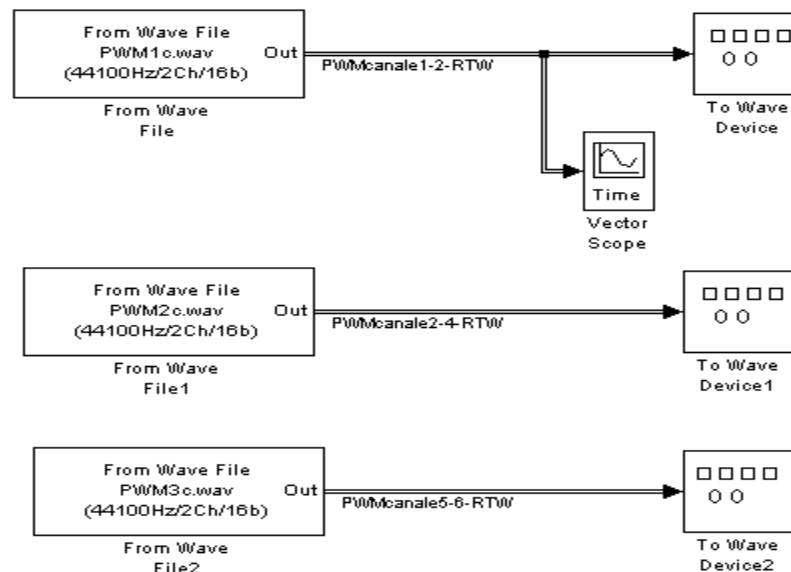 From Wave File
PWM1c.wav
(44100Hz/2Ch/16b)
Out
From Wave
File
PWMcanale1-2-RTW
To Wave
Device
Time
Vector
Scope
From Wave File
PWM2c.wav
(44100Hz/2Ch/16b)
Out
From Wave
File1
PWMcanale2-4-RTW
To Wave
Device1
From Wave File
PWM3c.wav
(44100Hz/2Ch/16b)
Out
From Wave
File2
PWMcanale5-6-RTW
To Wave
Device2